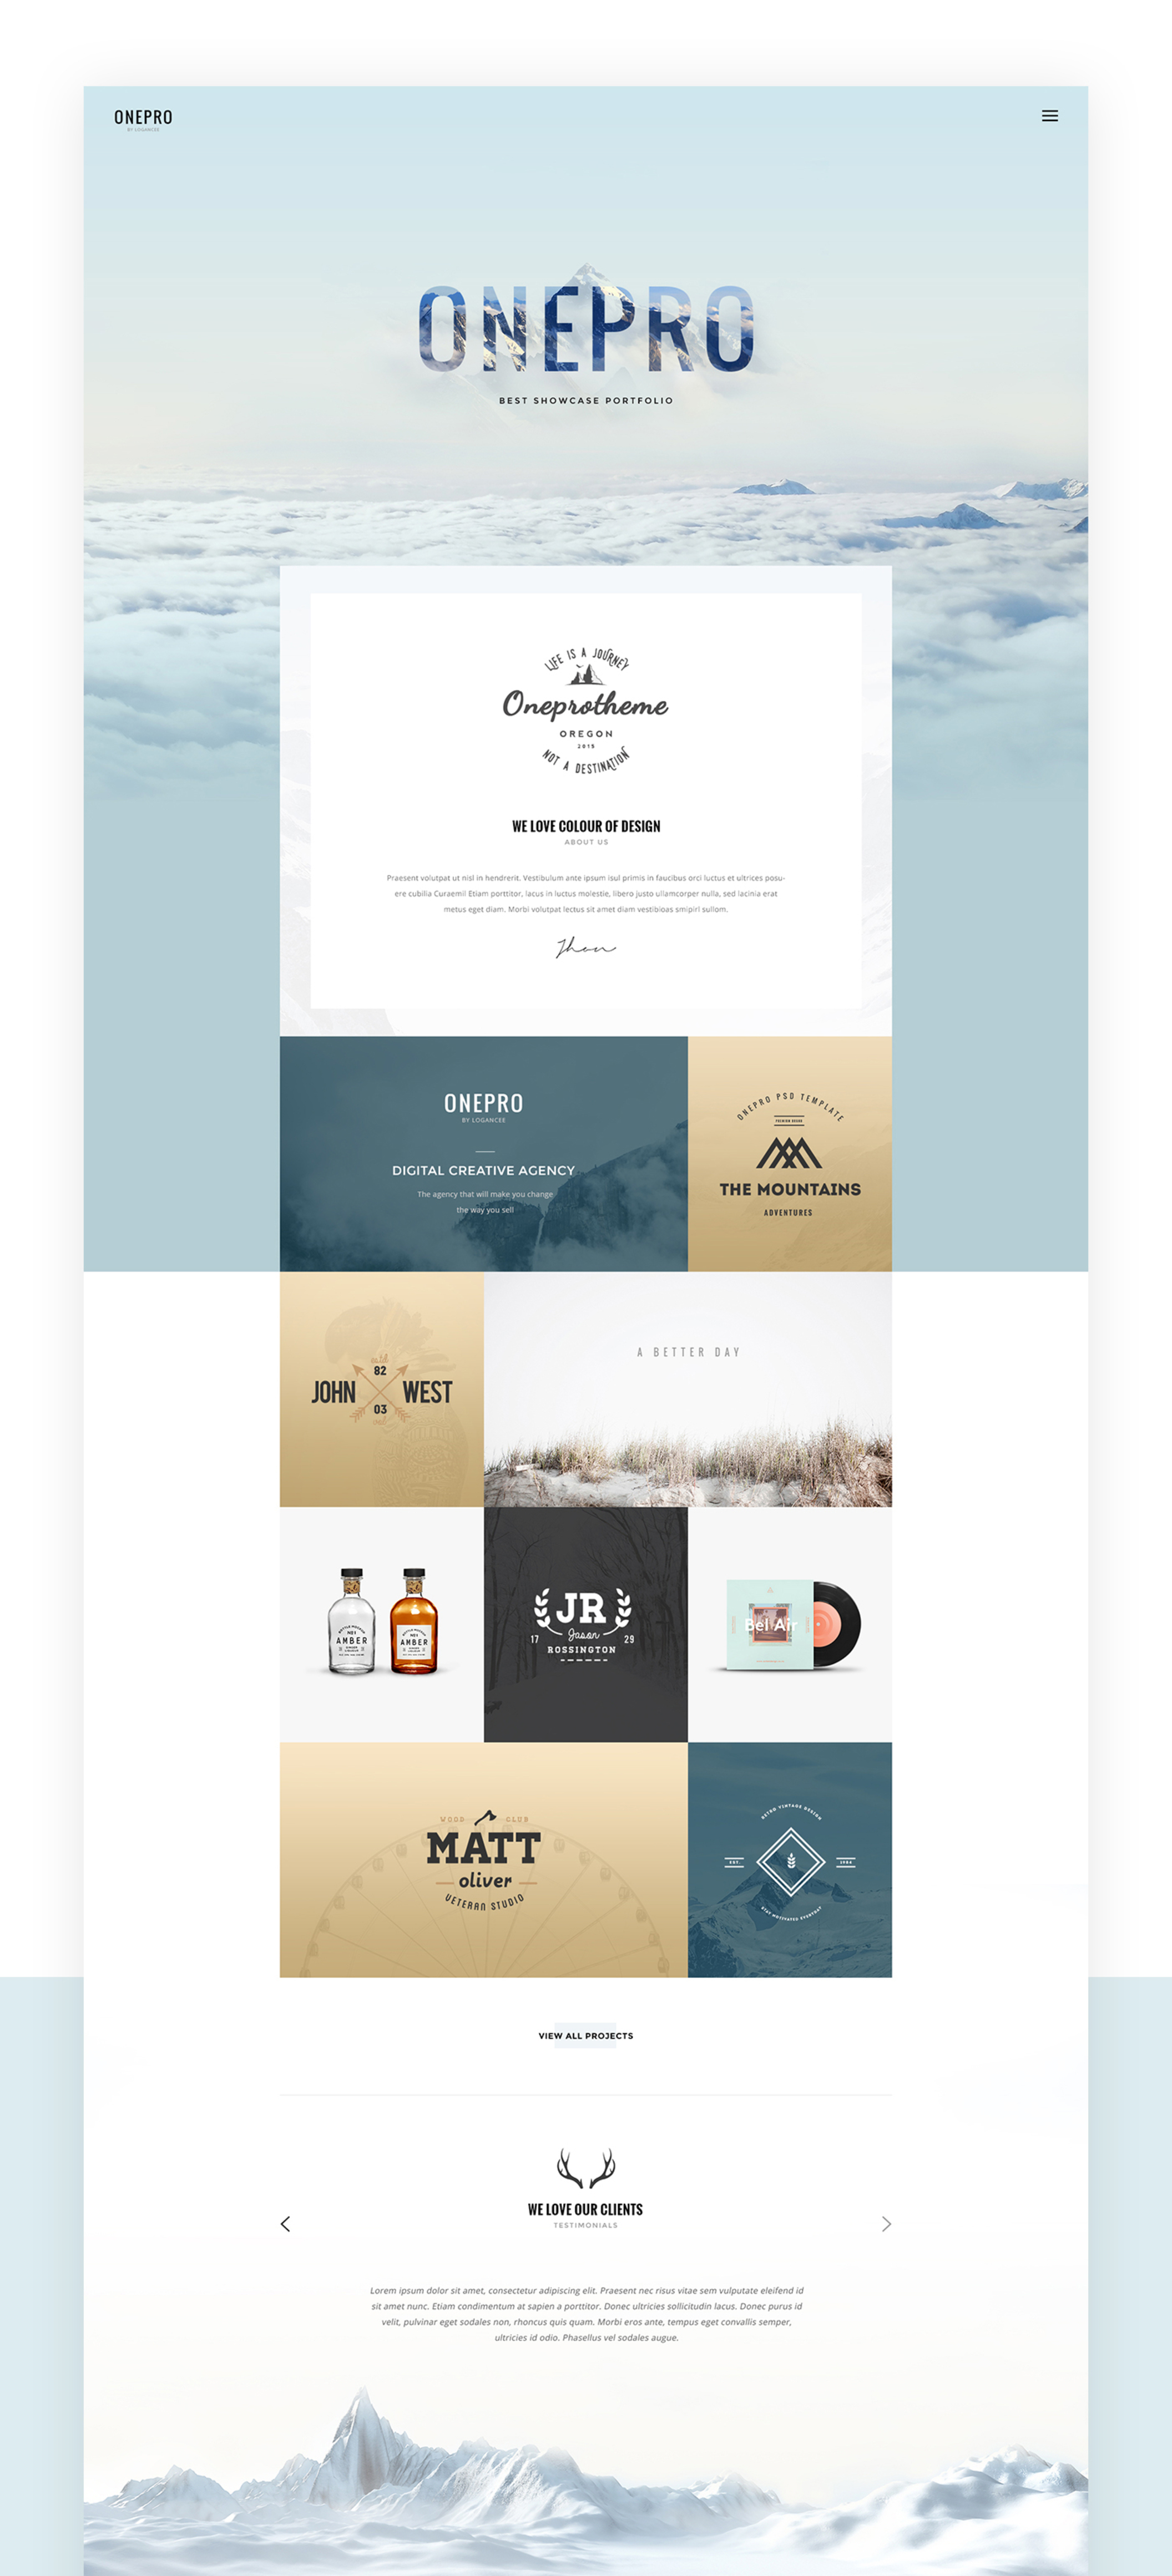 ONEPRO
BY LOGANCEE
ONEPRO
BEST SHOWCASE PORTFOLIO
LIFE IS A JOURNEY
Oneprotheme
OREGON
2015
NOT A DESTINATION
WE LOVE COLOUR OF DESIGN
ABOUT US
Praesent volutpat ut nisl in hendrerit. Vestibulum ante ipsum isul primis in faucibus orci luctus et ultrices posu-
ere cubilia Curaemil Etiam porttitor, lacus in luctus molestie, libero justo ullamcorper nulla, sed lacinia erat
metus eget diam. Morbi volutpat lectus sit amet diam vestibioas smipirl sullom.
Jhon
ONEPRO
BY LOGANCEE
DIGITAL CREATIVE AGENCY
The agency that will make you change
the way you sell
ONEPRO PSD TEMPLATE
PREMIUM BRAND
THE MOUNTAINS
ADVENTURES
82
JOHN WEST
03
A BETTER DAY
AMBER
AMBER
JR
Jason
17 29
ROSSINGTON
Bel Air
WOOD CLUB
MATT
oliver
VETERAN STUDIO
RETRO VINTAGE DESIGN
EST. 1984
STAY MOTIVATED EVERYDAY
VIEW ALL PROJECTS
WE LOVE OUR CLIENTS
TESTIMONIALS
Lorem ipsum dolor sit amet, consectetur adipiscing elit. Praesent nec risus vitae sem vulputate eleifend id
sit amet nunc. Etiam condimentum at sapien a porttitor. Donec ultricies sollicitudin lacus. Donec purus id
velit, pulvinar eget sodales non, rhoncus quis quam. Morbi eros ante, tempus eget convallis semper,
ultricies id odio. Phasellus vel sodales augue.